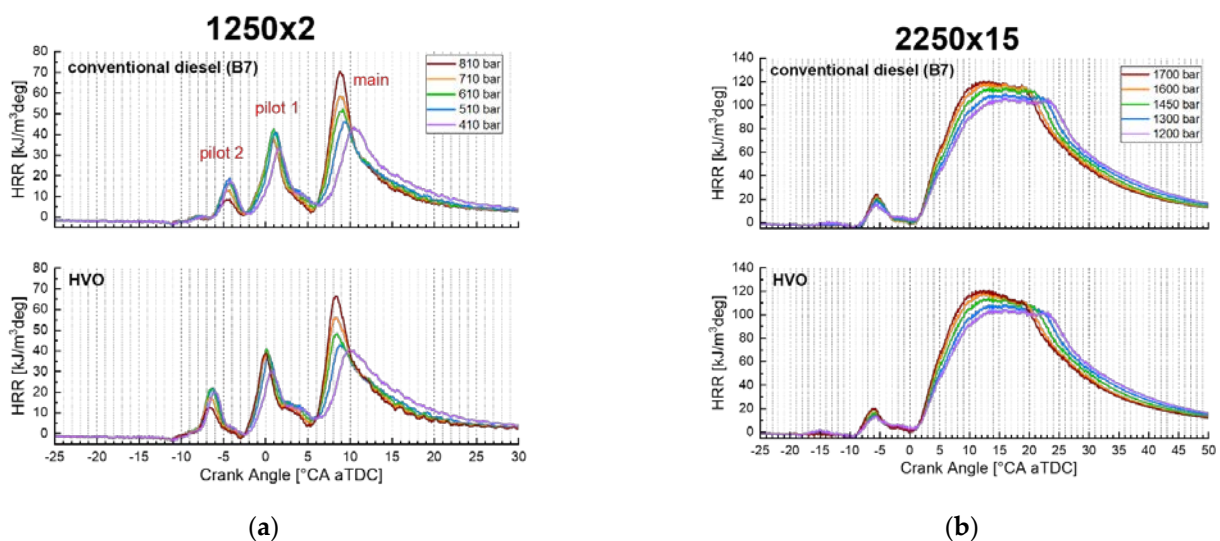 1250x2
80
70
60
50
40
30
20
10
0
HRR [kJ/m³deg]
conventional diesel (B7)
pilot 2
pilot 1
main
810 bar
710 bar
610 bar
510 bar
410 bar
80
70
60
50
40
30
20
10
0
HRR [kJ/m³deg]
HVO
-25 -20 -15 -10 -5 0 5 10 15 20 25 30
Crank Angle [°CA aTDC]
(a)
2250x15
140
120
100
80
60
40
20
0
HRR [kJ/m³deg]
conventional diesel (B7)
1700 bar
1600 bar
1450 bar
1300 bar
1200 bar
140
120
100
80
60
40
20
0
HRR [kJ/m³deg]
HVO
-25 -20 -15 -10 -5 0 5 10 15 20 25 30 35 40 45 50
Crank Angle [°CA aTDC]
(b)